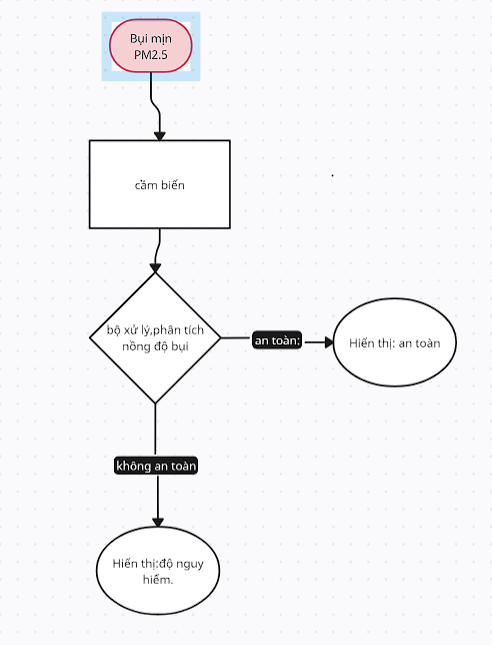 Bụi mịn
PM2.5
cảm biến
bộ xử lý,phân tích
nồng độ bụi
an toàn;
Hiển thị: an toàn
không an toàn
Hiển thị:độ nguy
hiểm.